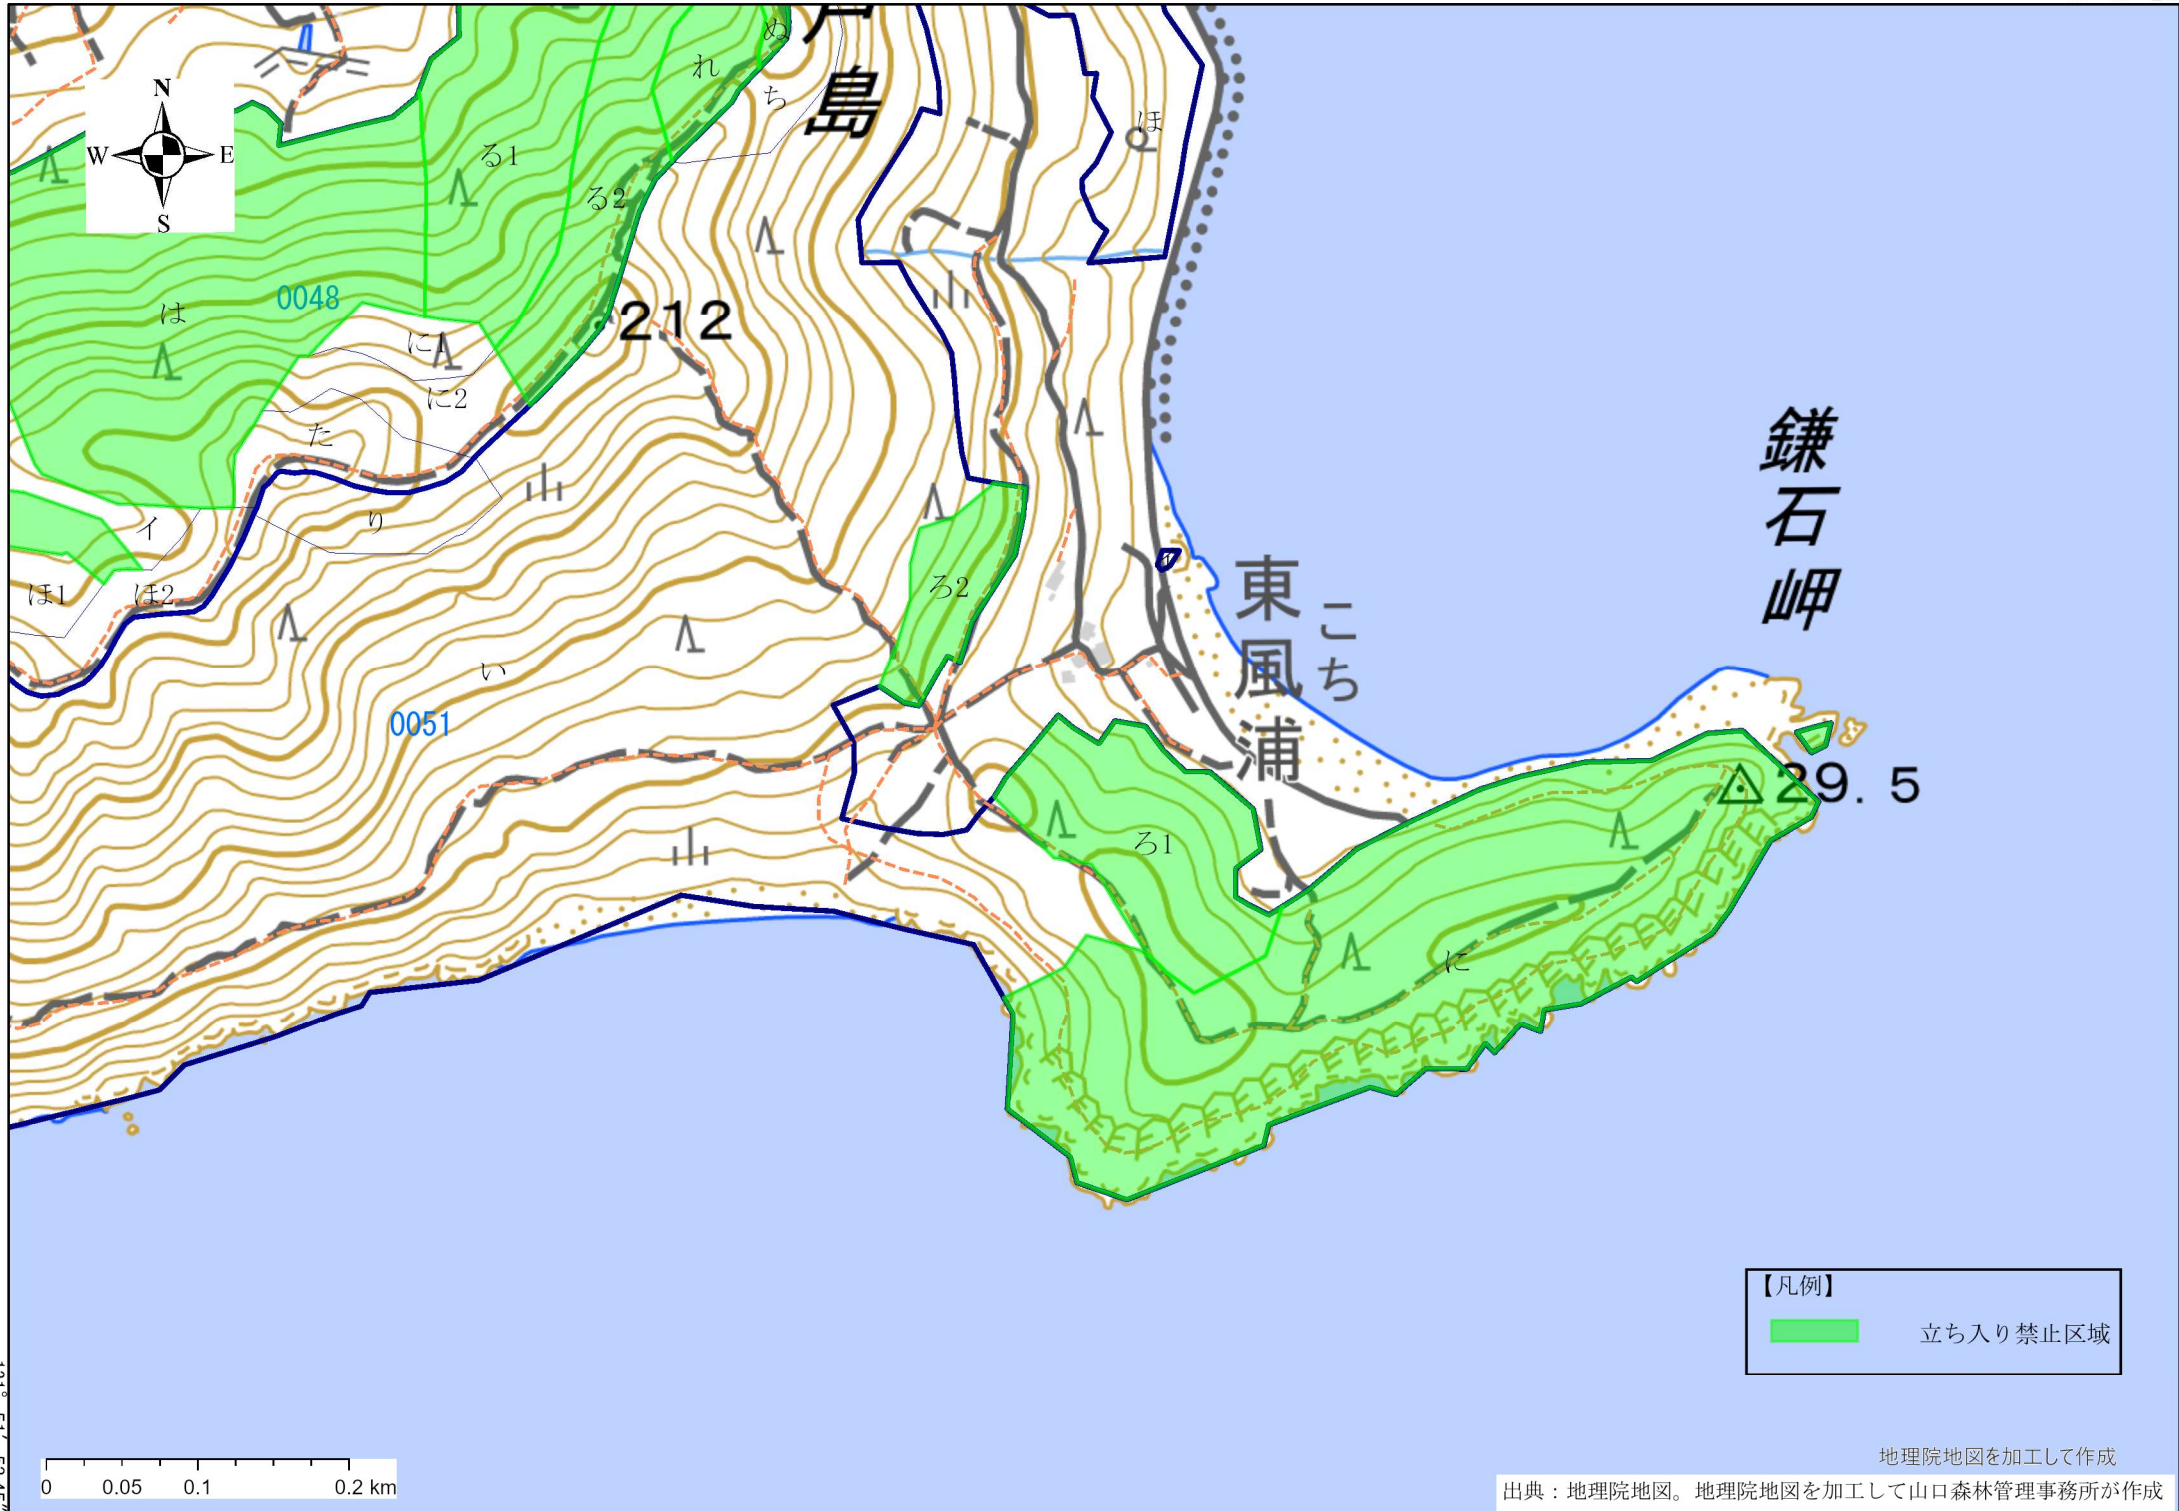 戸島
ぬ
れ
ち
ほ
N
W
E
S
る1
る2
は
0048
212
に1
に2
た
り
イ
ほ1
ほ2
い
0051
ろ2
東風浦
こち
鎌石岬
29.5
ろ1
に
【凡例】
立ち入り禁止区域
0 0.05 0.1 0.2 km
地理院地図を加工して作成
出典：地理院地図。地理院地図を加工して山口森林管理事務所が作成